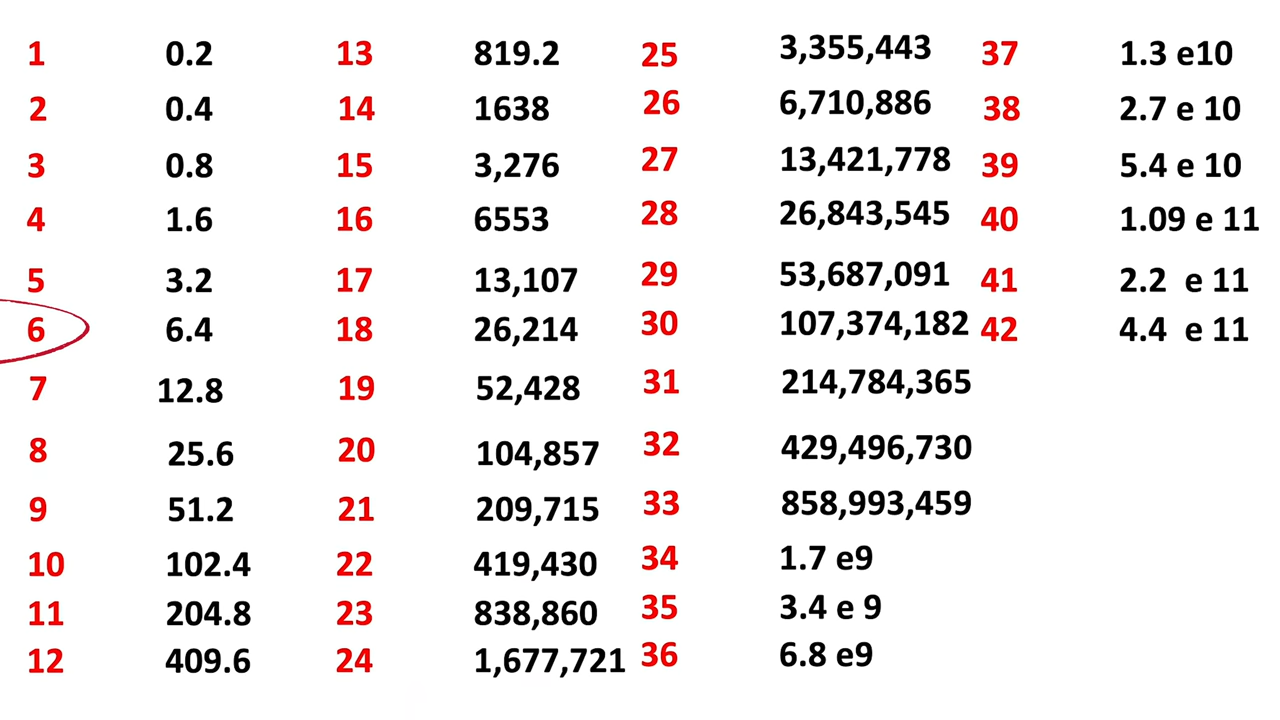 1 0.2 13 819.2 25 3,355,443 37 1.3 e10
2 0.4 14 1638 26 6,710,886 38 2.7 e 10
3 0.8 15 3,276 27 13,421,778 39 5.4 e 10
4 1.6 16 6553 28 26,843,545 40 1.09 e 11
5 3.2 17 13,107 29 53,687,091 41 2.2 e 11
6 6.4 18 26,214 30 107,374,182 42 4.4 e 11
7 12.8 19 52,428 31 214,784,365
8 25.6 20 104,857 32 429,496,730
9 51.2 21 209,715 33 858,993,459
10 102.4 22 419,430 34 1.7 e9
11 204.8 23 838,860 35 3.4 e 9
12 409.6 24 1,677,721 36 6.8 e9